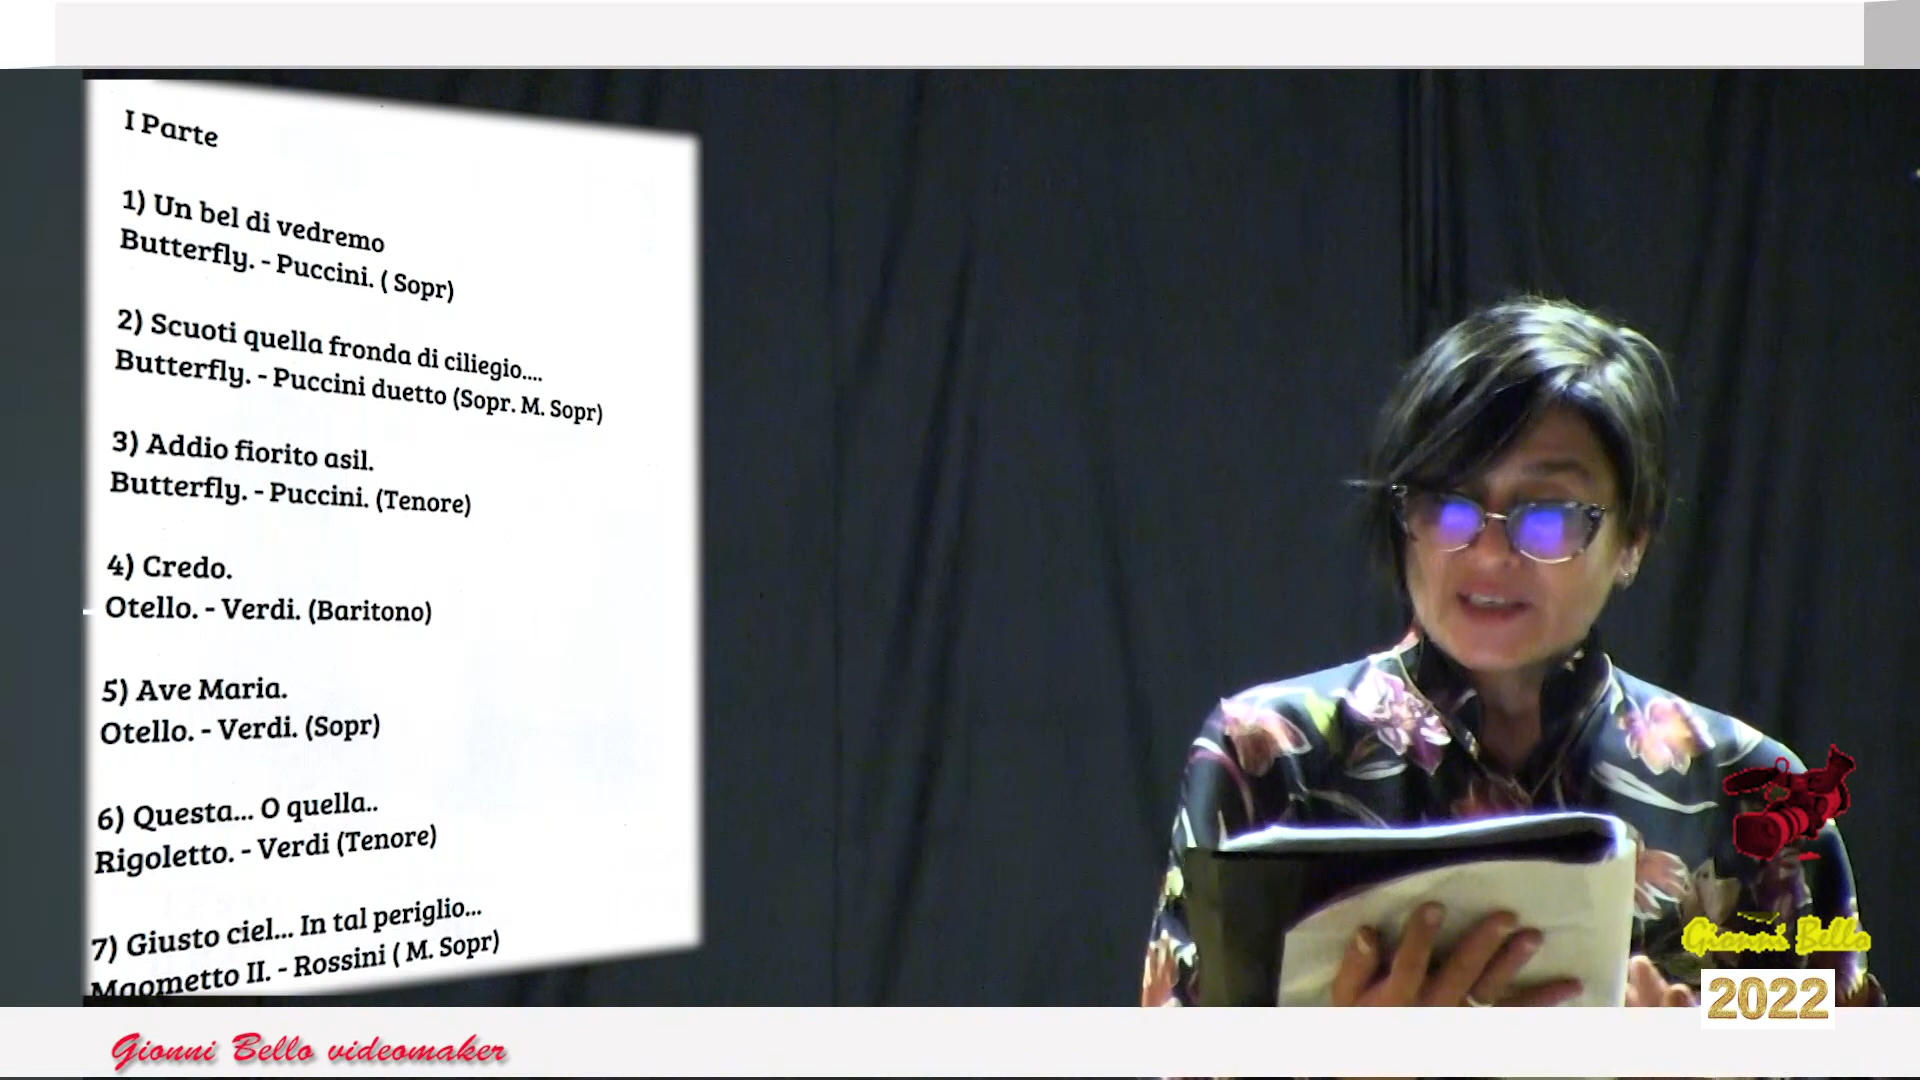 I Parte
1) Un bel di vedremo
Butterfly. - Puccini. ( Sopr)
2) Scuoti quella fronda di ciliegio....
Butterfly. - Puccini duetto (Sopr. M. Sopr)
3) Addio fiorito asil.
Butterfly. - Puccini. (Tenore)
4) Credo.
Otello. - Verdi. (Baritono)
5) Ave Maria.
Otello. - Verdi. (Sopr)
6) Questa... O quella..
Rigoletto. - Verdi (Tenore)
7) Giusto ciel... In tal periglio...
Maometto II. - Rossini ( M. Sopr)
Gionni Bello
2022
Gionni Bello videomaker